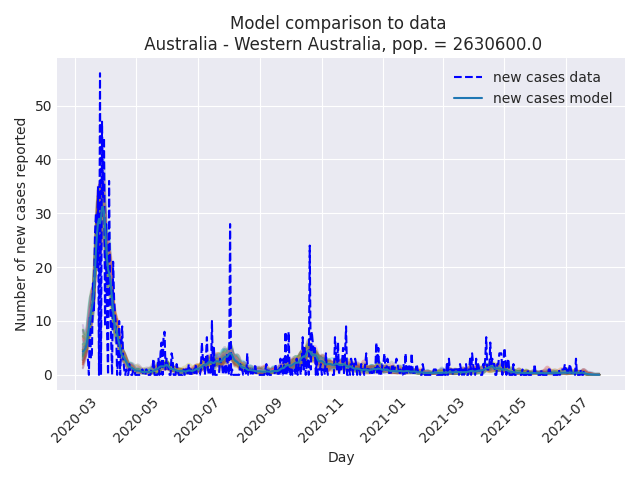 Model comparison to data
Australia - Western Australia, pop. = 2630600.0
new cases data
new cases model
Number of new cases reported
50
40
30
20
10
0
2020-03
2020-05
2020-07
2020-09
2020-11
2021-01
2021-03
2021-05
2021-07
Day